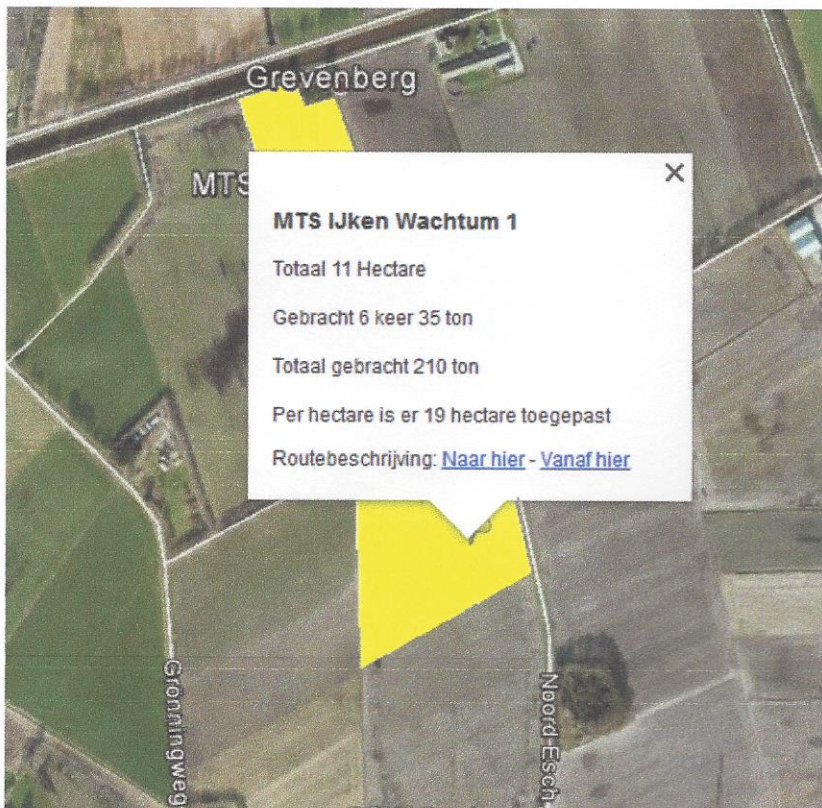 Grevenberg
MTS
MTS IJken Wachtum 1
Totaal 11 Hectare
Gebracht 6 keer 35 ton
Totaal gebracht 210 ton
Per hectare is er 19 hectare toegepast
Routebeschrijving: Naar hier - Vanaf hier
Gronningweg
Noord-Esch